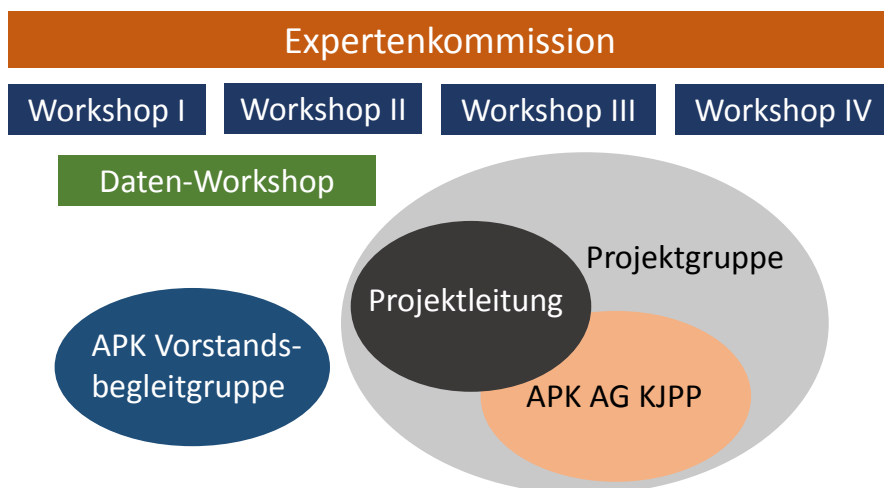 Expertenkommission
Workshop I
Workshop II
Workshop III
Workshop IV
Daten-Workshop
Projektgruppe
Projektleitung
APK Vorstands-
begleitgruppe
APK AG KJPP